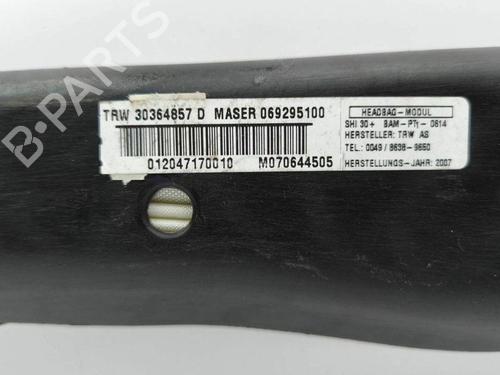 TRW 30364857 D MASER 069295100
012047170010 M070644505
HEADBAG-MODUL
SHI 30+ BAM-PT1-0614
HERSTELLER: TRW AS
TEL.: 0049 / 8638-9650
HERSTELLUNGS-JAHR: 2007
B-PARTS